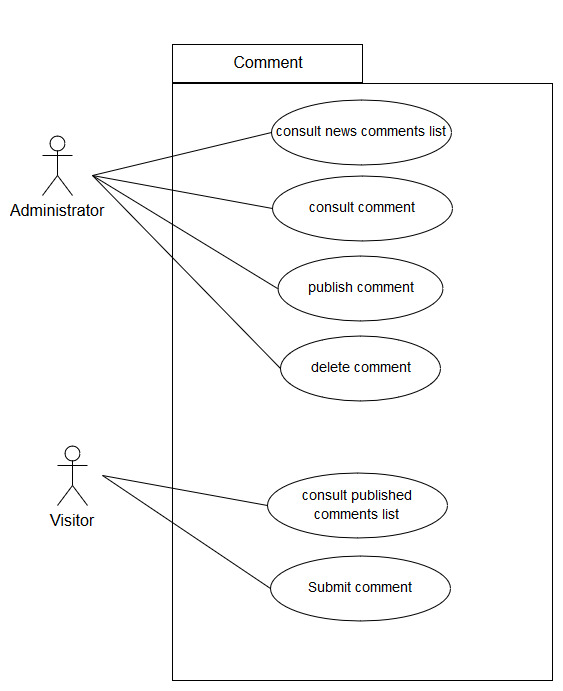 Comment
consult news comments list
consult comment
Administrator
publish comment
delete comment
consult published
comments list
Visitor
Submit comment